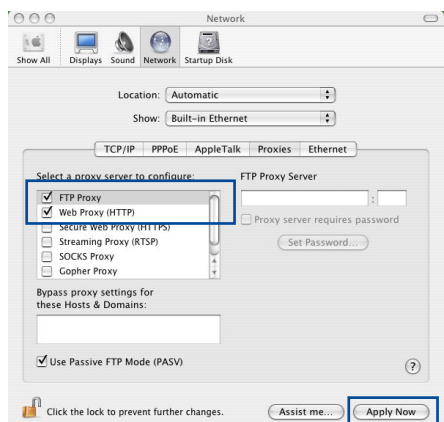 Network
Show All Displays Sound Network Startup Disk
Location: Automatic
Show: Built-in Ethernet
TCP/IP PPPoE AppleTalk Proxies Ethernet
Select a proxy server to configure: FTP Proxy Server
FTP Proxy
Web Proxy (HTTP) :
Secure Web Proxy (HTTPS) Proxy server requires password
Streaming Proxy (RTSP) Set Password...
SOCKS Proxy
Gopher Proxy
Bypass proxy settings for
these Hosts & Domains:
Use Passive FTP Mode (PASV) ?
Click the lock to prevent further changes. Assist me... Apply Now